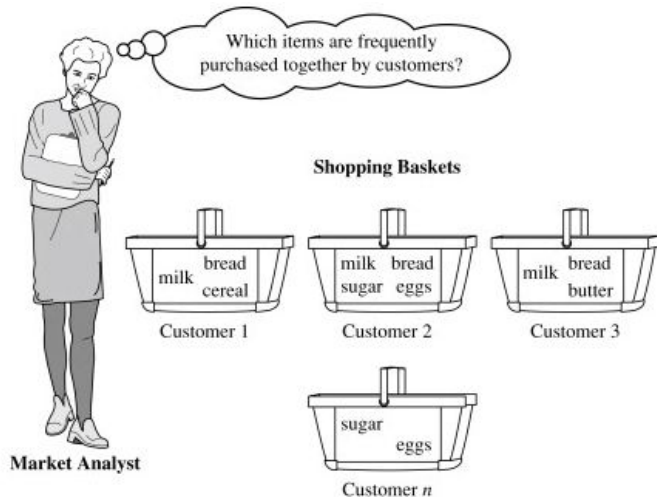 Which items are frequently
purchased together by customers?
Shopping Baskets
milk
bread
cereal
Customer 1
milk bread
sugar eggs
Customer 2
milk
bread
butter
Customer 3
sugar
eggs
Customer n
Market Analyst